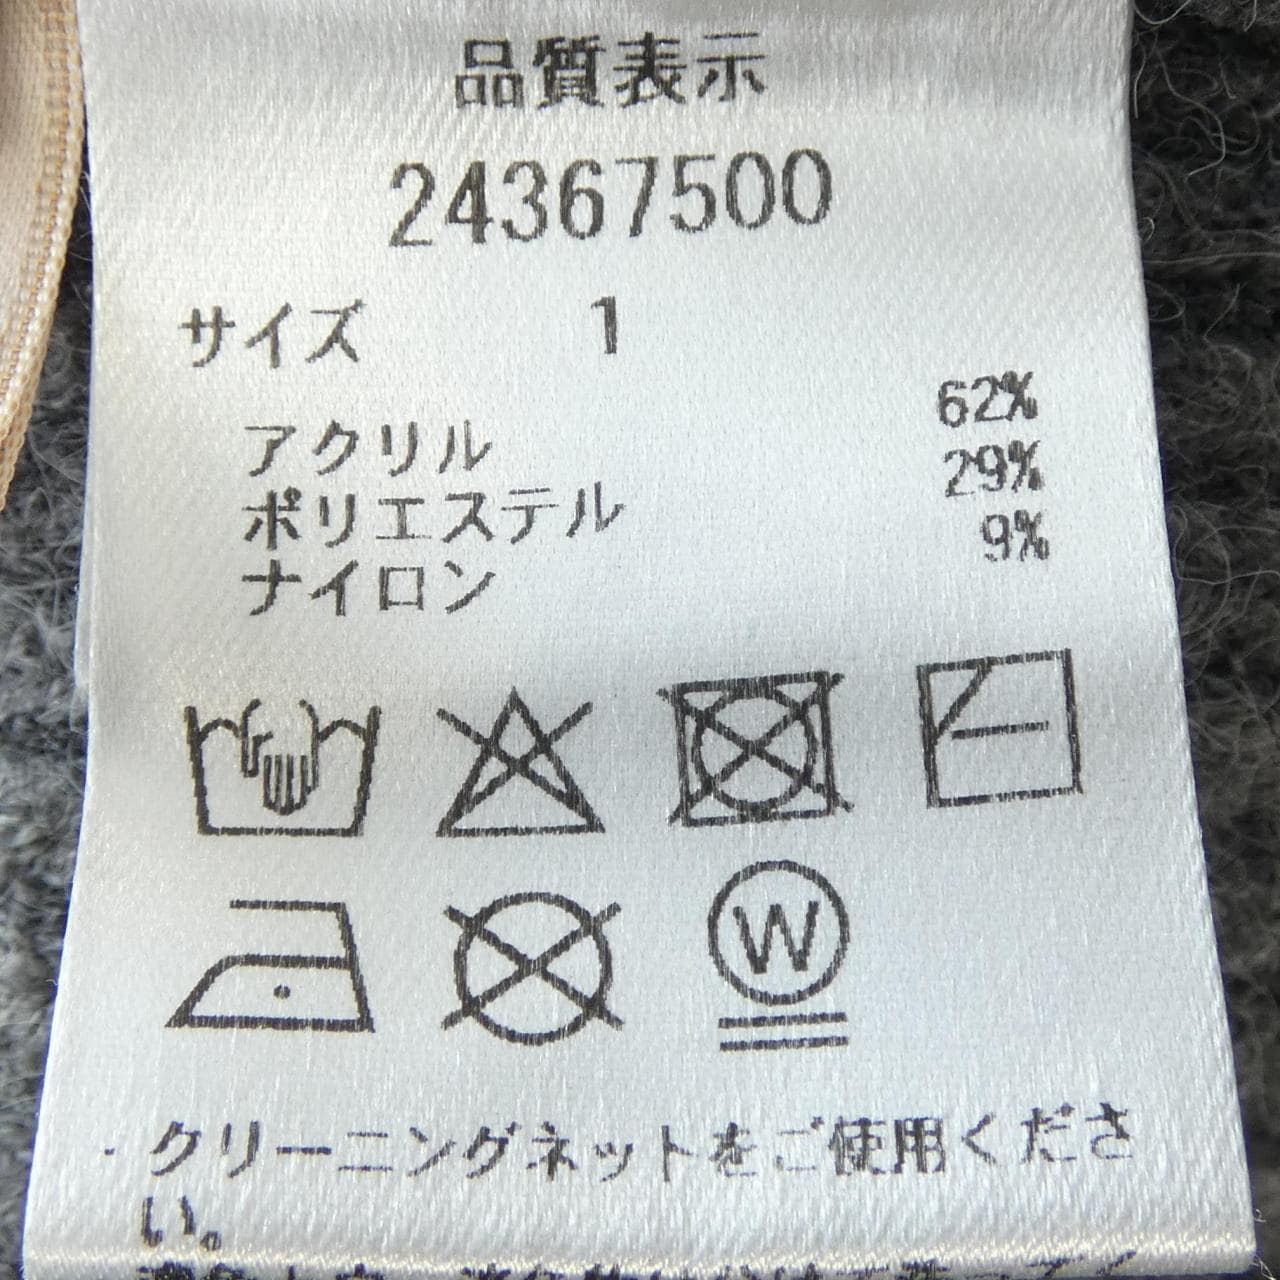 品質表示
24367500
サイズ 1
アクリル 62%
ポリエステル 29%
ナイロン 9%
W
・クリーニングネットをご使用くださ
い。